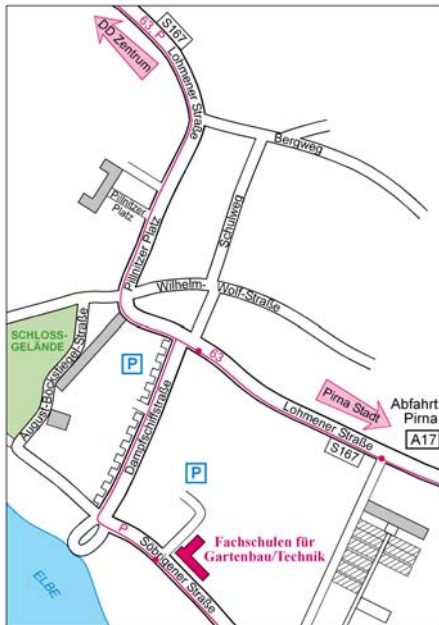 63, P
S167
DD Zentrum
Lohmener Straße
Bergweg
Pillnitzer
Platz
Schulweg
Pillnitzer Platz
Wilhelm-
Wolf-Straße
SCHLOSS-
GELÄNDE
August-Böckstiegel-Straße
P
63
Dampfschiffstraße
Pirna Stadt
Abfahrt
Pirna
A17
Lohmener Straße
S167
P
P
Fachschulen für
Gartenbau/Technik
Söbrigener Straße
ELBE